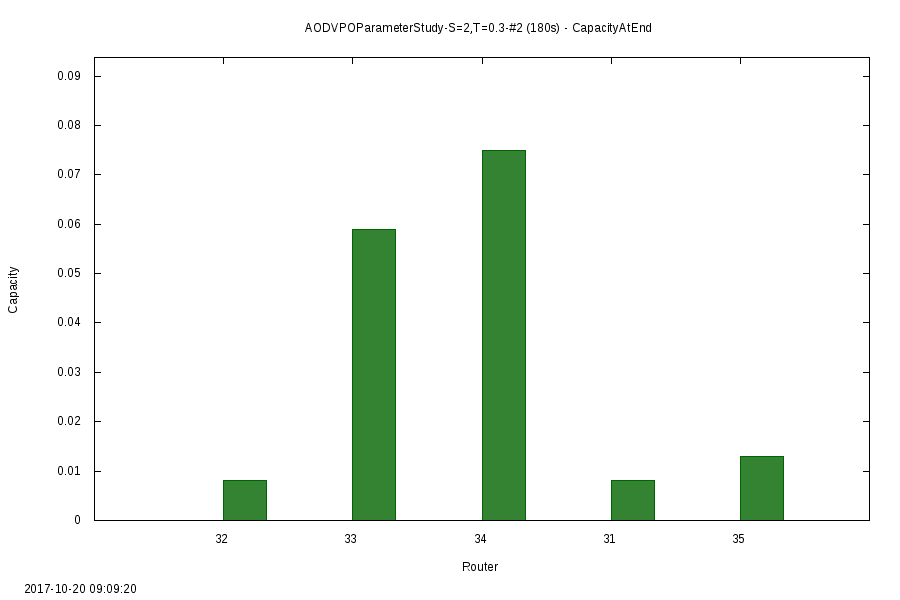 AODVPOParameterStudy-S=2,T=0.3-#2 (180s) - CapacityAtEnd
0.09
0.08
0.07
0.06
0.05
0.04
0.03
0.02
0.01
0
Capacity
32 33 34 31 35
Router
2017-10-20 09:09:20